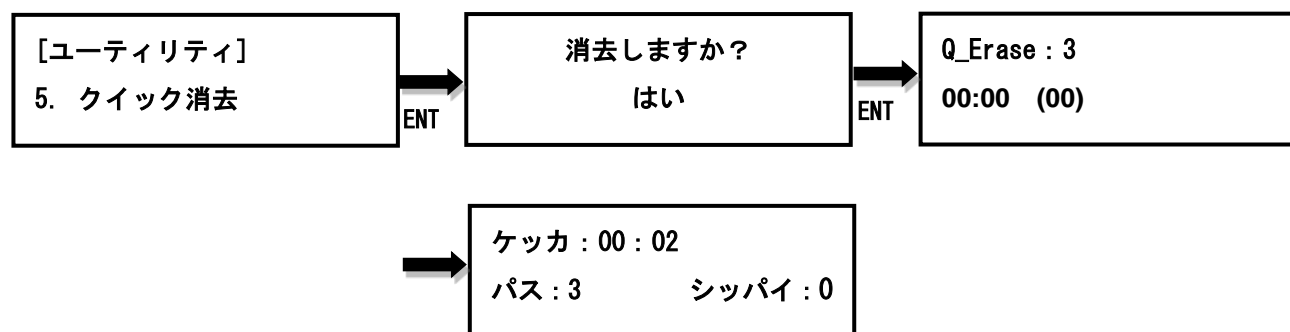 [ユーティリティ]
5. クイック消去
ENT
消去しますか？
はい
ENT
Q_Erase：3
00:00 (00)
ケッカ：00：02
パス：3 シッパイ：0